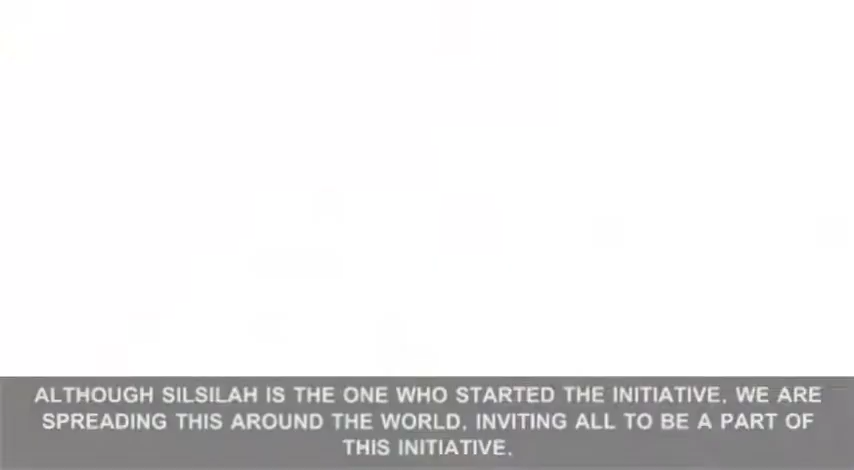 ALTHOUGH SILSILAH IS THE ONE WHO STARTED THE INITIATIVE, WE ARE
SPREADING THIS AROUND THE WORLD, INVITING ALL TO BE A PART OF
THIS INITIATIVE.